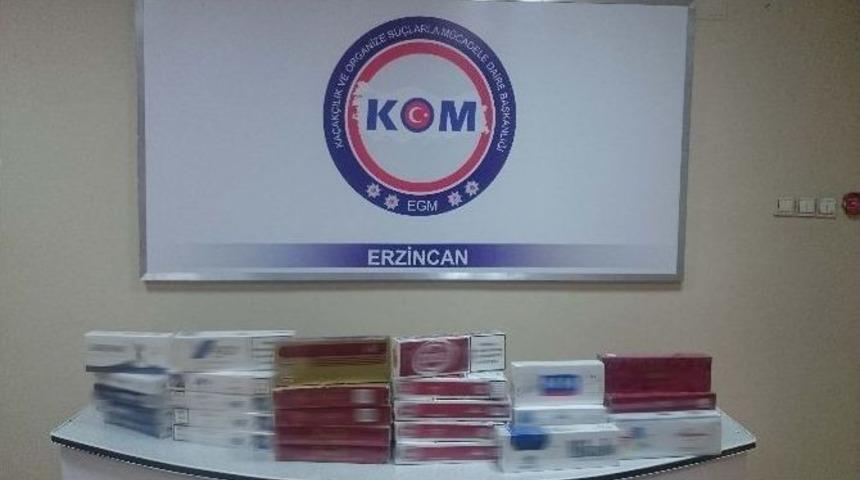 KAÇAKÇILIK VE ORGANİZE SUÇLARLA MÜCADELE DAİRE BAŞKANLIĞI
KOM
EGM
ERZİNCAN